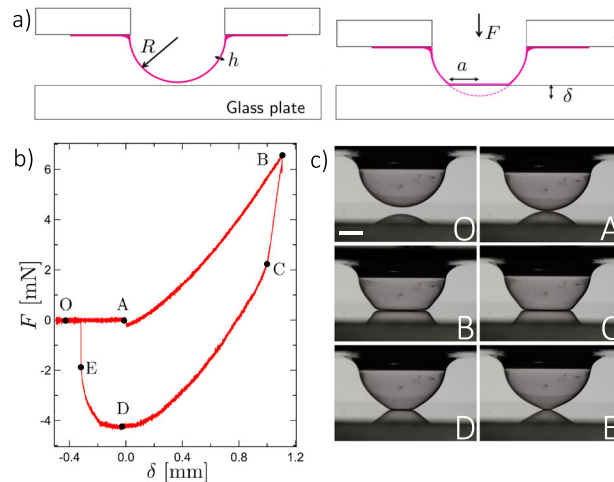 a)
R
h
Glass plate
F
a
δ
b)
F [mN]
6
4
2
0
-2
-4
O
A
B
C
D
E
-0.4
0.0
0.4
0.8
1.2
δ [mm]
c)
O
A
B
C
D
E